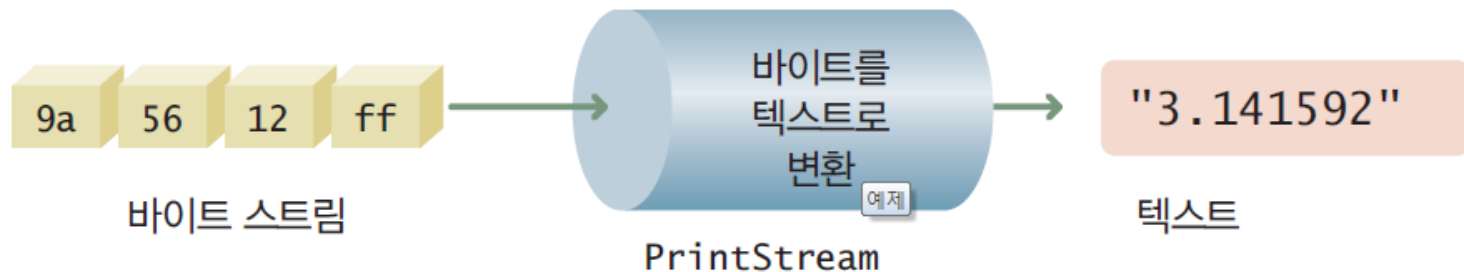 9a 56 12 ff
바이트 스트림
바이트를
텍스트로
변환
예제
PrintStream
"3.141592"
텍스트